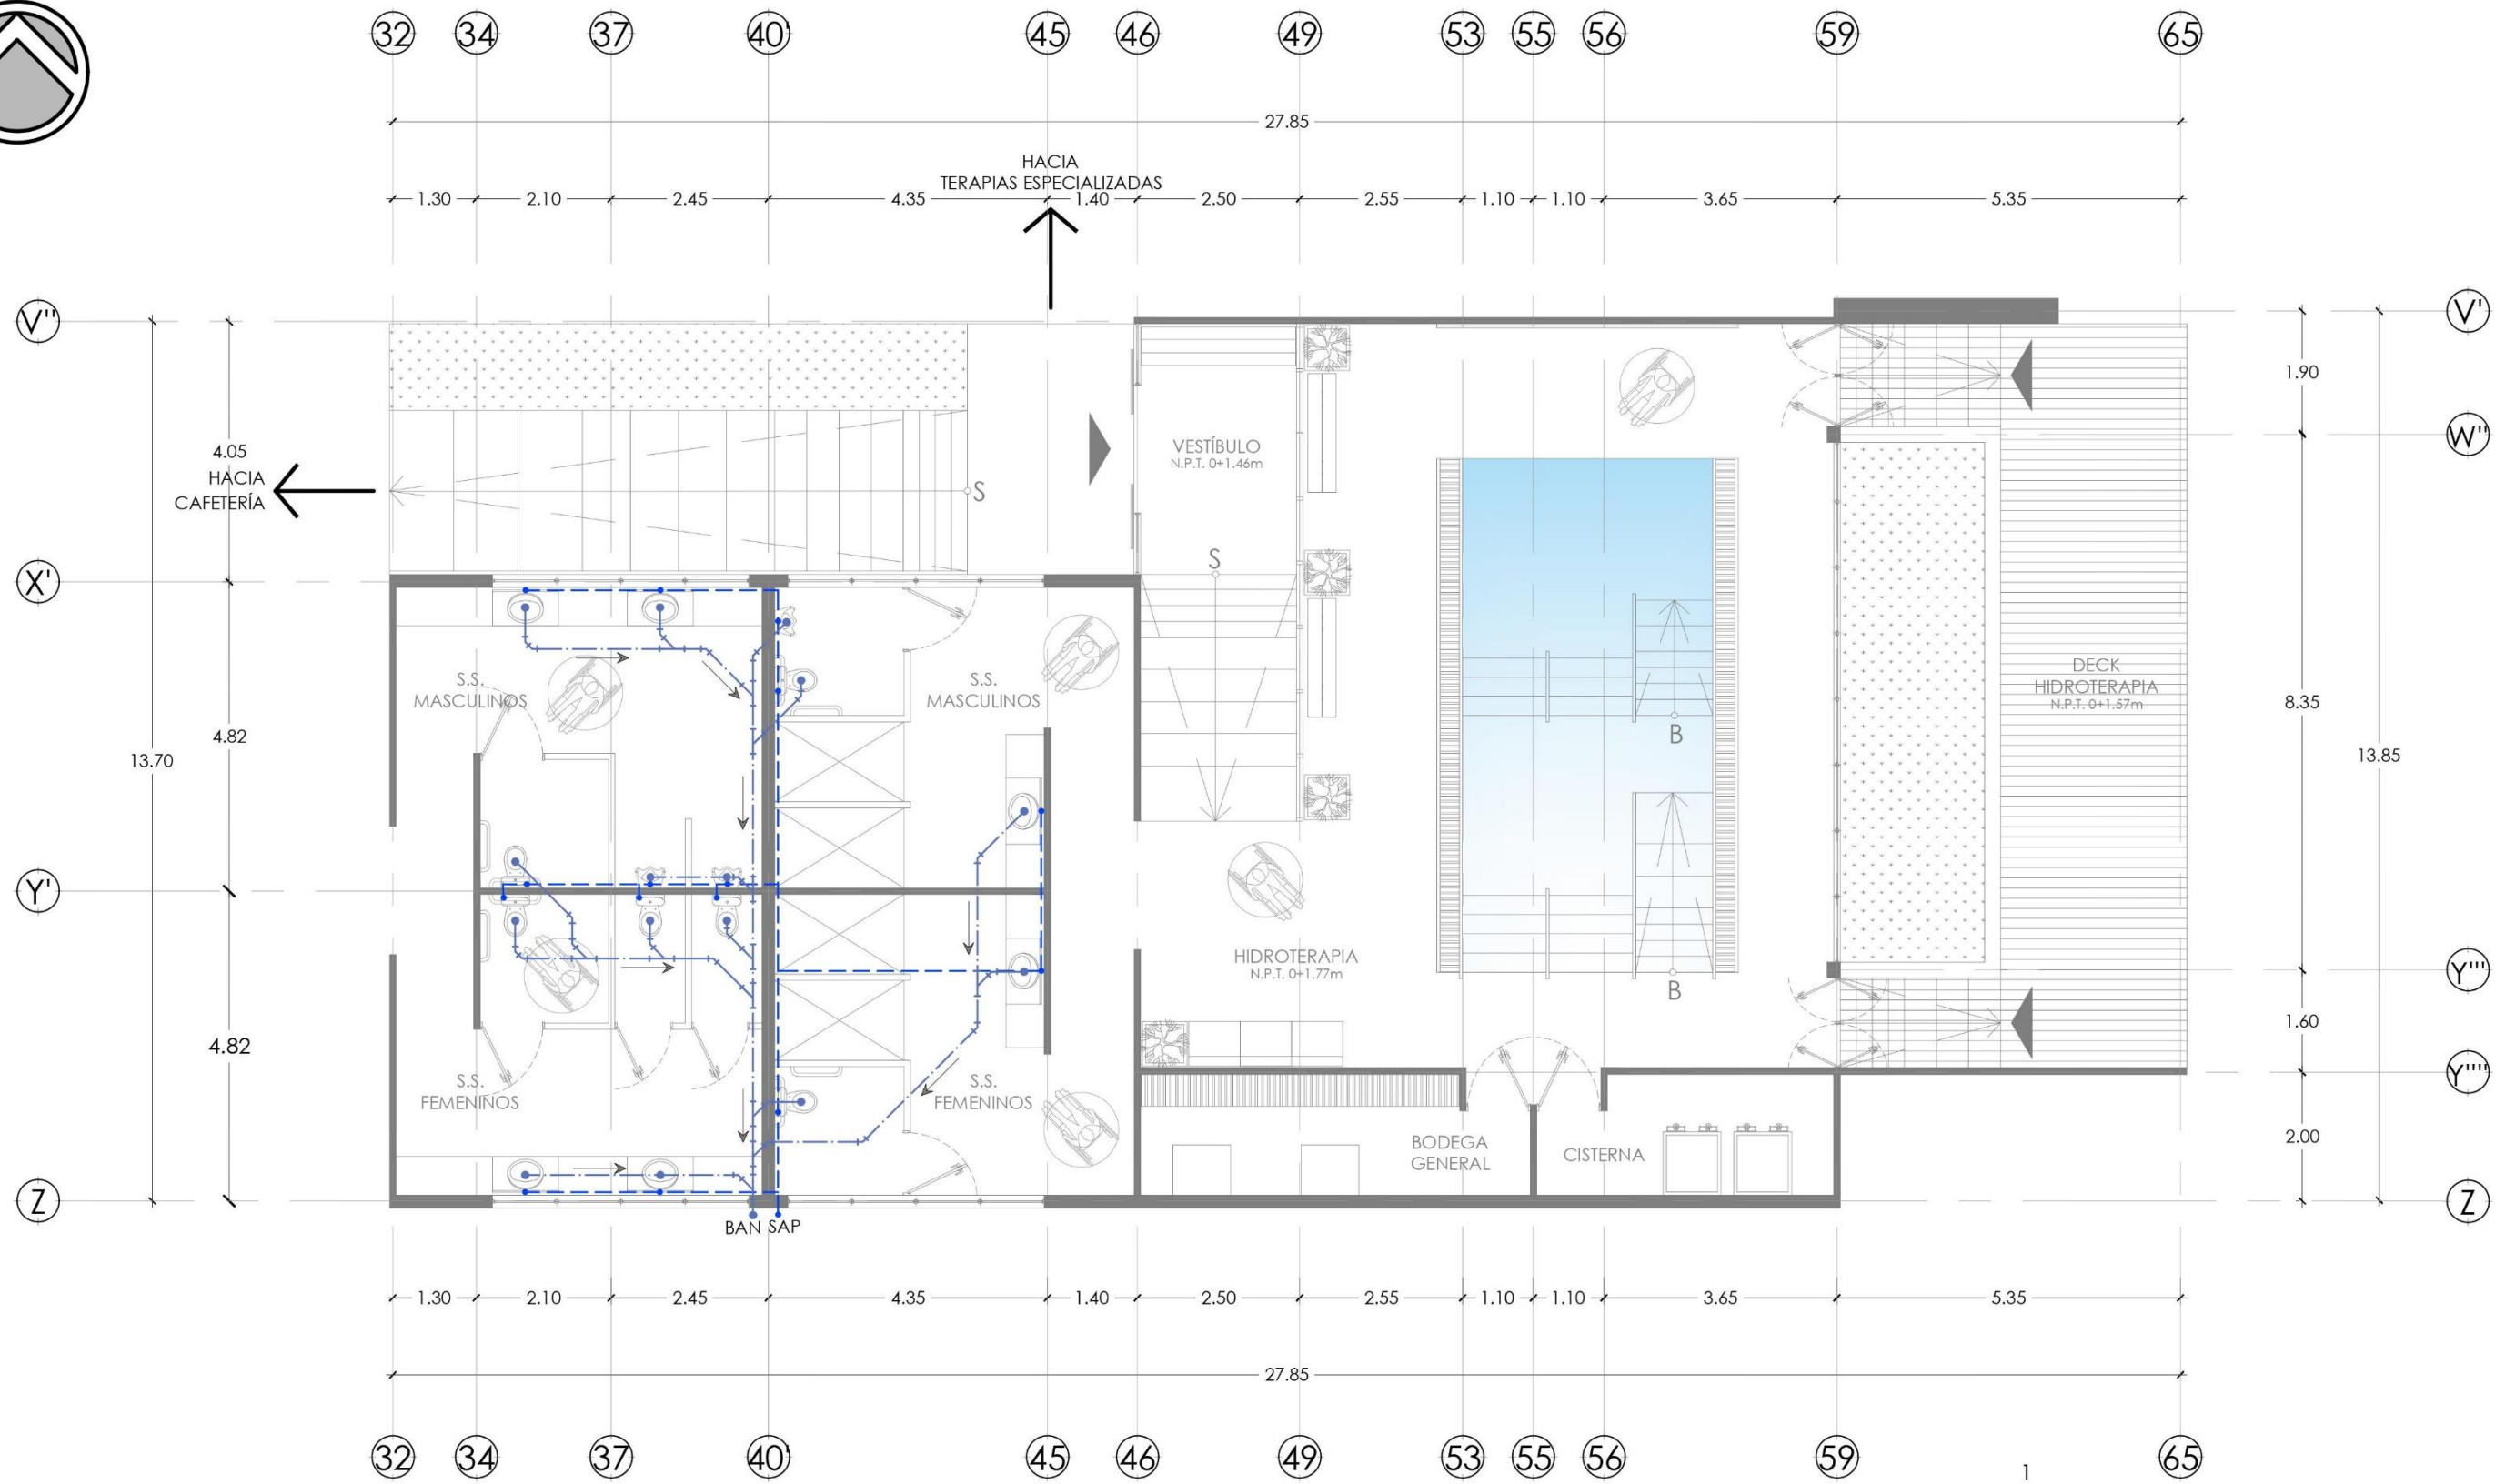 32 34 37 40' 45 46 49 53 55 56 59 65
27.85
HACIA
TERAPIAS ESPECIALIZADAS
1.30 2.10 2.45 4.35 1.40 2.50 2.55 1.10 1.10 3.65 5.35
V'' V'
1.90
4.05
VESTÍBULO
N.P.T. 0+1.46m
W''
HACIA
CAFETERÍA
S
S
X'
S.S.
MASCULINOS
S.S.
MASCULINOS
DECK
HIDROTERAPIA
N.P.T. 0+1.57m
8.35
4.82
B
13.70
13.85
Y'
HIDROTERAPIA
N.P.T. 0+1.77m
B
Y'''
1.60
4.82
S.S.
FEMENINOS
S.S.
FEMENINOS
Y''''
BODEGA
GENERAL
CISTERNA
2.00
Z Z
BAN SAP
1.30 2.10 2.45 4.35 1.40 2.50 2.55 1.10 1.10 3.65 5.35
27.85
32 34 37 40' 45 46 49 53 55 56 59 65
1